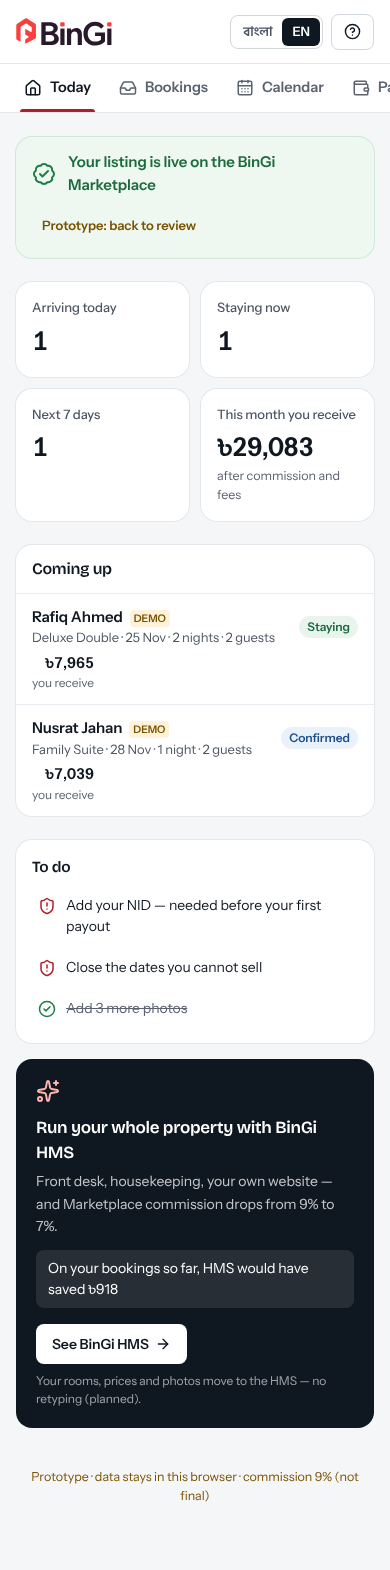 BinGi
বাংলা EN
Today Bookings Calendar Pa
Your listing is live on the BinGi
Marketplace
Prototype: back to review
Arriving today
1
Staying now
1
Next 7 days
1
This month you receive
৳29,083
after commission and
fees
Coming up
Rafiq Ahmed DEMO
Staying
Deluxe Double · 25 Nov · 2 nights · 2 guests
৳7,965
you receive
Nusrat Jahan DEMO
Confirmed
Family Suite · 28 Nov · 1 night · 2 guests
৳7,039
you receive
To do
Add your NID — needed before your first
payout
Close the dates you cannot sell
Add 3 more photos
Run your whole property with BinGi
HMS
Front desk, housekeeping, your own website —
and Marketplace commission drops from 9% to
7%.
On your bookings so far, HMS would have
saved ৳918
See BinGi HMS →
Your rooms, prices and photos move to the HMS — no
retyping (planned).
Prototype · data stays in this browser · commission 9% (not
final)